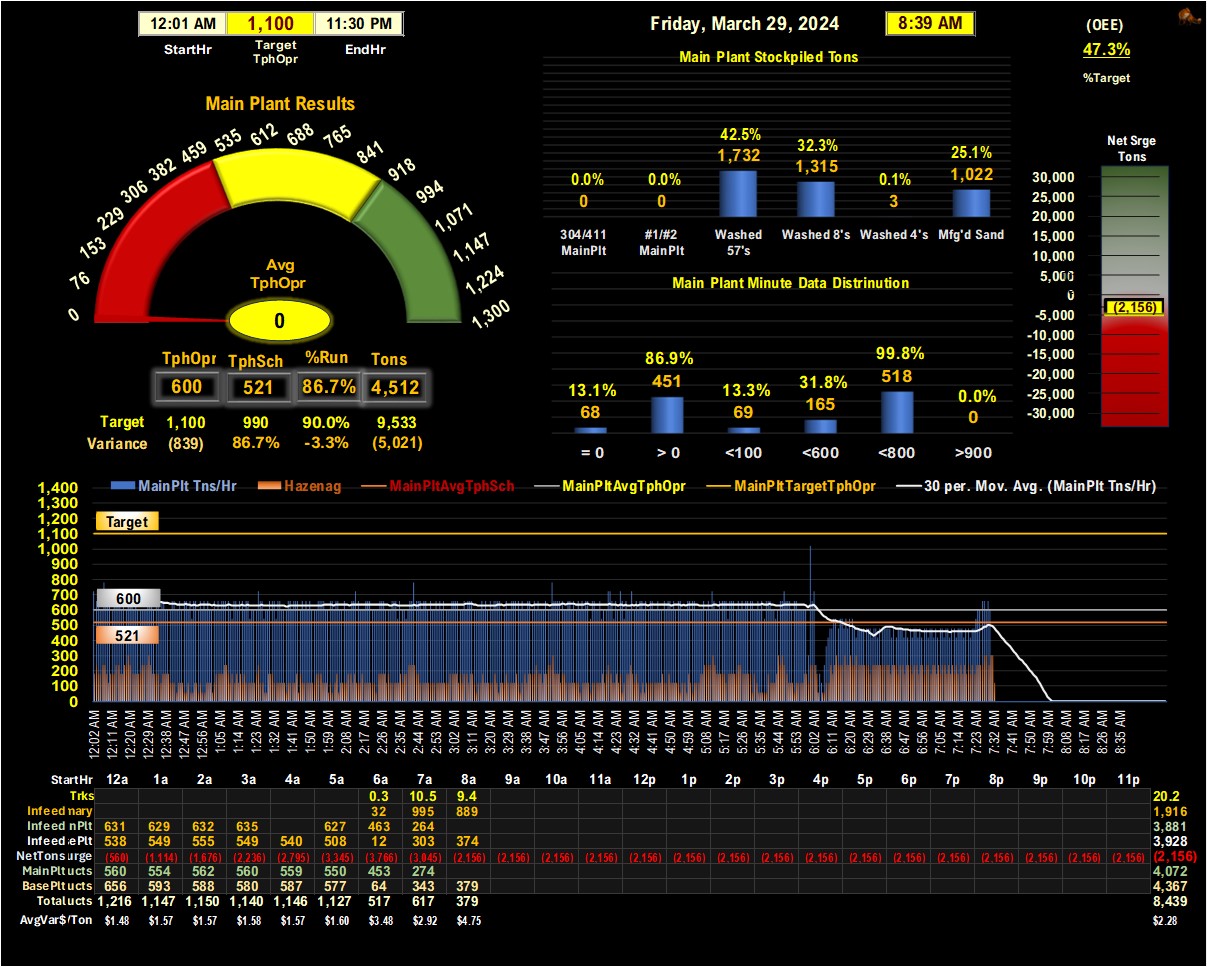 12:01 AM 1,100 11:30 PM
StartHr Target TphOpr EndHr
Friday, March 29, 2024 8:39 AM
(OEE)
47.3%
%Target
Main Plant Results
0 76 153 229 306 382 459 535 612 688 765 841 918 994 1,071 1,147 1,224 1,300
Avg
TphOpr
0
TphOpr TphSch %Run Tons
600 521 86.7% 4,512
Target 1,100 990 90.0% 9,533
Variance (839) 86.7% -3.3% (5,021)
Main Plant Stockpiled Tons
0.0% 0.0% 42.5% 32.3% 0.1% 25.1%
0 0 1,732 1,315 3 1,022
304/411 MainPlt #1/#2 MainPlt Washed 57's Washed 8's Washed 4's Mfg'd Sand
Main Plant Minute Data Distrinution
13.1% 86.9% 13.3% 31.8% 99.8% 0.0%
68 451 69 165 518 0
= 0 > 0 <100 <600 <800 >900
Net Srge
Tons
30,000
25,000
20,000
15,000
10,000
5,000
0
(2,156)
-5,000
-10,000
-15,000
-20,000
-25,000
-30,000
MainPlt Tns/Hr Hazenag MainPltAvgTphSch MainPltAvgTphOpr MainPltTargetTphOpr 30 per. Mov. Avg. (MainPlt Tns/Hr)
1,400
1,300
1,200
1,100
1,000
900
800
700
600
500
400
300
200
100
0
Target
600
521
12:02 AM 12:11 AM 12:20 AM 12:29 AM 12:38 AM 12:47 AM 12:56 AM 1:05 AM 1:14 AM 1:23 AM 1:32 AM 1:41 AM 1:50 AM 1:59 AM 2:08 AM 2:17 AM 2:26 AM 2:35 AM 2:44 AM 2:53 AM 3:02 AM 3:11 AM 3:20 AM 3:29 AM 3:38 AM 3:47 AM 3:56 AM 4:05 AM 4:14 AM 4:23 AM 4:32 AM 4:41 AM 4:50 AM 4:59 AM 5:08 AM 5:17 AM 5:26 AM 5:35 AM 5:44 AM 5:53 AM 6:02 AM 6:11 AM 6:20 AM 6:29 AM 6:38 AM 6:47 AM 6:56 AM 7:05 AM 7:14 AM 7:23 AM 7:32 AM 7:41 AM 7:50 AM 7:59 AM 8:08 AM 8:17 AM 8:26 AM 8:35 AM
StartHr 12a 1a 2a 3a 4a 5a 6a 7a 8a 9a 10a 11a 12p 1p 2p 3p 4p 5p 6p 7p 8p 9p 10p 11p
Trks 0.3 10.5 9.4 20.2
Infeed nary 32 995 889 1,916
Infeed nPlt 631 629 632 635 627 463 264 3,881
Infeed ePlt 538 549 555 549 540 508 12 303 374 3,928
NetTons urge (560) (1,114) (1,676) (2,236) (2,795) (3,345) (3,766) (3,045) (2,156) (2,156) (2,156) (2,156) (2,156) (2,156) (2,156) (2,156) (2,156) (2,156) (2,156) (2,156) (2,156) (2,156) (2,156) (2,156) (2,156)
MainPlt ucts 560 554 562 560 559 550 453 274 4,072
BasePlt ucts 656 593 588 580 587 577 64 343 379 4,367
Total ucts 1,216 1,147 1,150 1,140 1,146 1,127 517 617 379 8,439
AvgVar$/Ton $1.48 $1.57 $1.57 $1.58 $1.57 $1.60 $3.48 $2.92 $4.75 $2.28